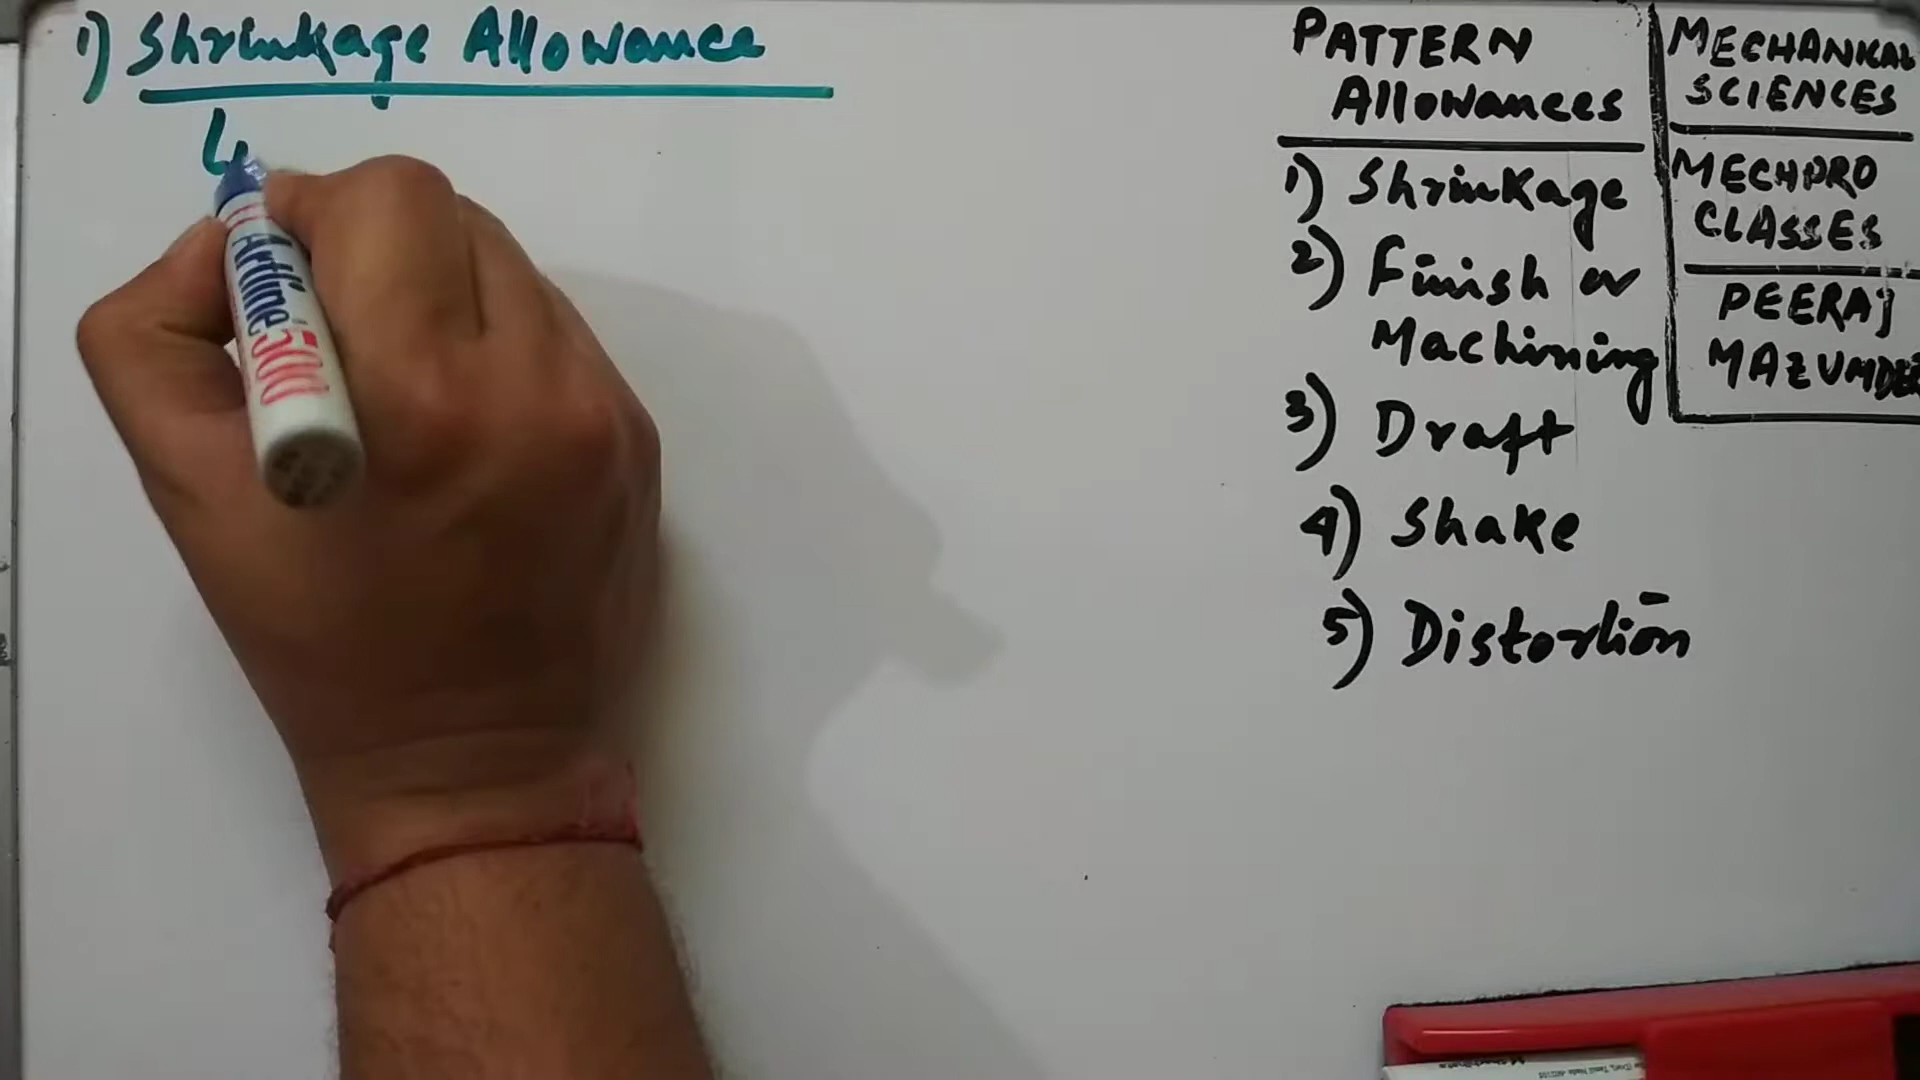 1) Shrinkage Allowance
PATTERN
Allowances
1) Shrinkage
2) Finish or
Machining
3) Draft
4) Shake
5) Distortion
MECHANICAL
SCIENCES
MECHPRO
CLASSES
PEERAJ
MAZUMDER
Artline 500